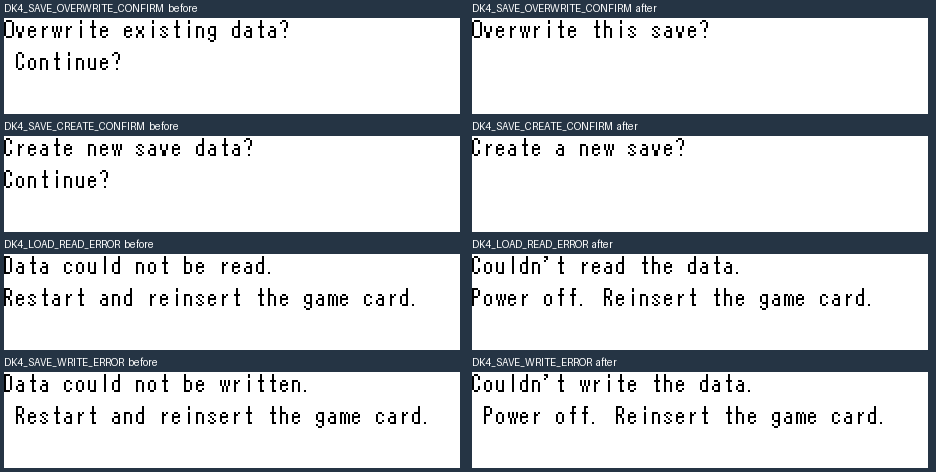 DK4_SAVE_OVERWRITE_CONFIRM before
Overwrite existing data?
Continue?
DK4_SAVE_OVERWRITE_CONFIRM after
Overwrite this save?
DK4_SAVE_CREATE_CONFIRM before
Create new save data?
Continue?
DK4_SAVE_CREATE_CONFIRM after
Create a new save?
DK4_LOAD_READ_ERROR before
Data could not be read.
Restart and reinsert the game card.
DK4_LOAD_READ_ERROR after
Couldn't read the data.
Power off. Reinsert the game card.
DK4_SAVE_WRITE_ERROR before
Data could not be written.
Restart and reinsert the game card.
DK4_SAVE_WRITE_ERROR after
Couldn't write the data.
Power off. Reinsert the game card.